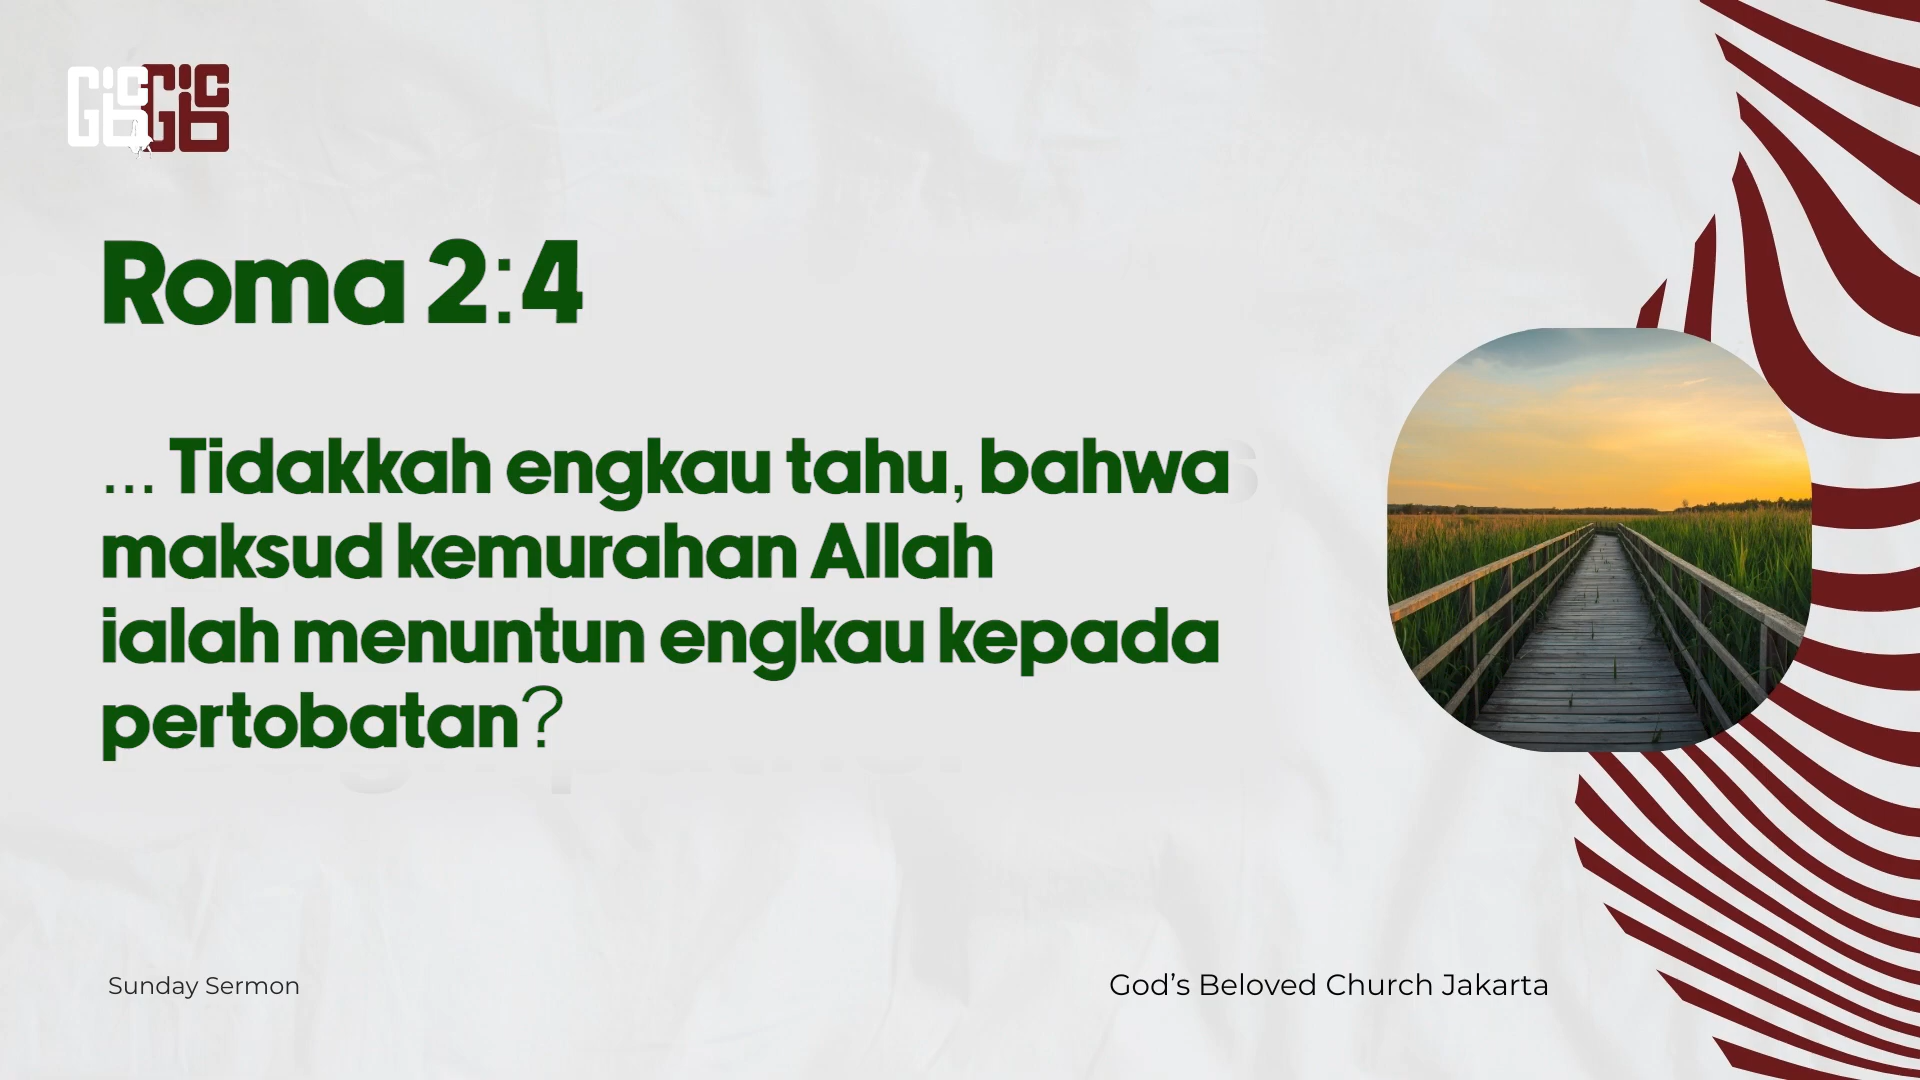 Roma 2:4
... Tidakkah engkau tahu, bahwa
maksud kemurahan Allah
ialah menuntun engkau kepada
pertobatan?
Sunday Sermon
God’s Beloved Church Jakarta